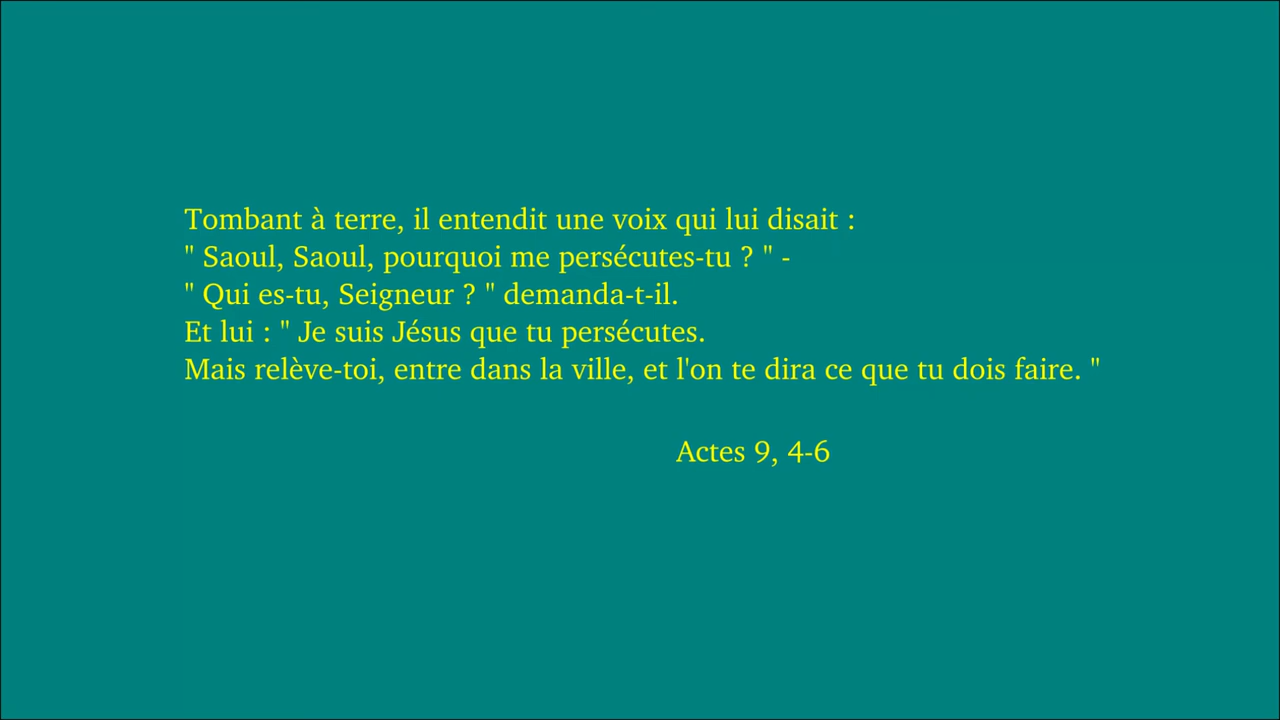 Tombant à terre, il entendit une voix qui lui disait :
" Saoul, Saoul, pourquoi me persécutes-tu ? " -
" Qui es-tu, Seigneur ? " demanda-t-il.
Et lui : " Je suis Jésus que tu persécutes.
Mais relève-toi, entre dans la ville, et l'on te dira ce que tu dois faire. "
Actes 9, 4-6